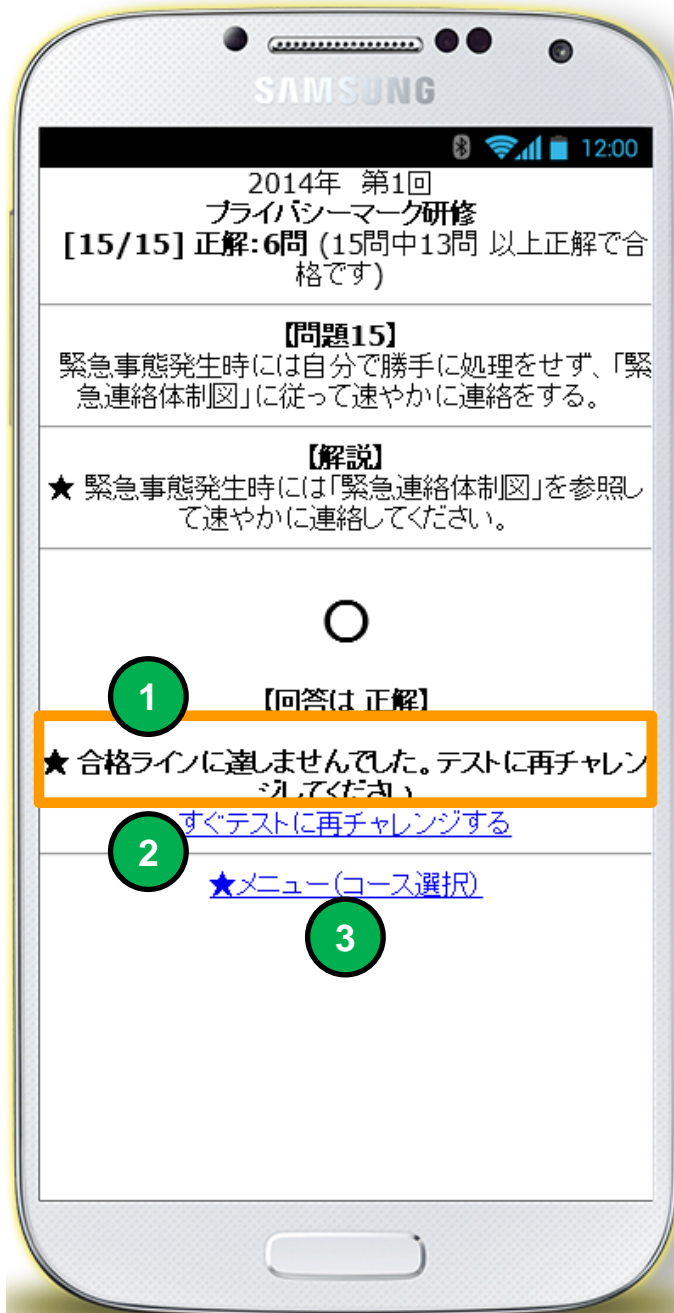 SAMSUNG
12:00
2014年 第1回
プライバシーマーク研修
[15/15] 正解:6問 (15問中13問 以上正解で合
格です)
【問題15】
緊急事態発生時には自分で勝手に処理をせず、「緊
急連絡体制図」に従って速やかに連絡をする。
【解説】
★ 緊急事態発生時には「緊急連絡体制図」を参照し
て速やかに連絡してください。
○
1
【回答は 正解】
★ 合格ラインに達しませんでした。テストに再チャレン
ジしてください
すぐテストに再チャレンジする
2
★メニュー(コース選択)
3